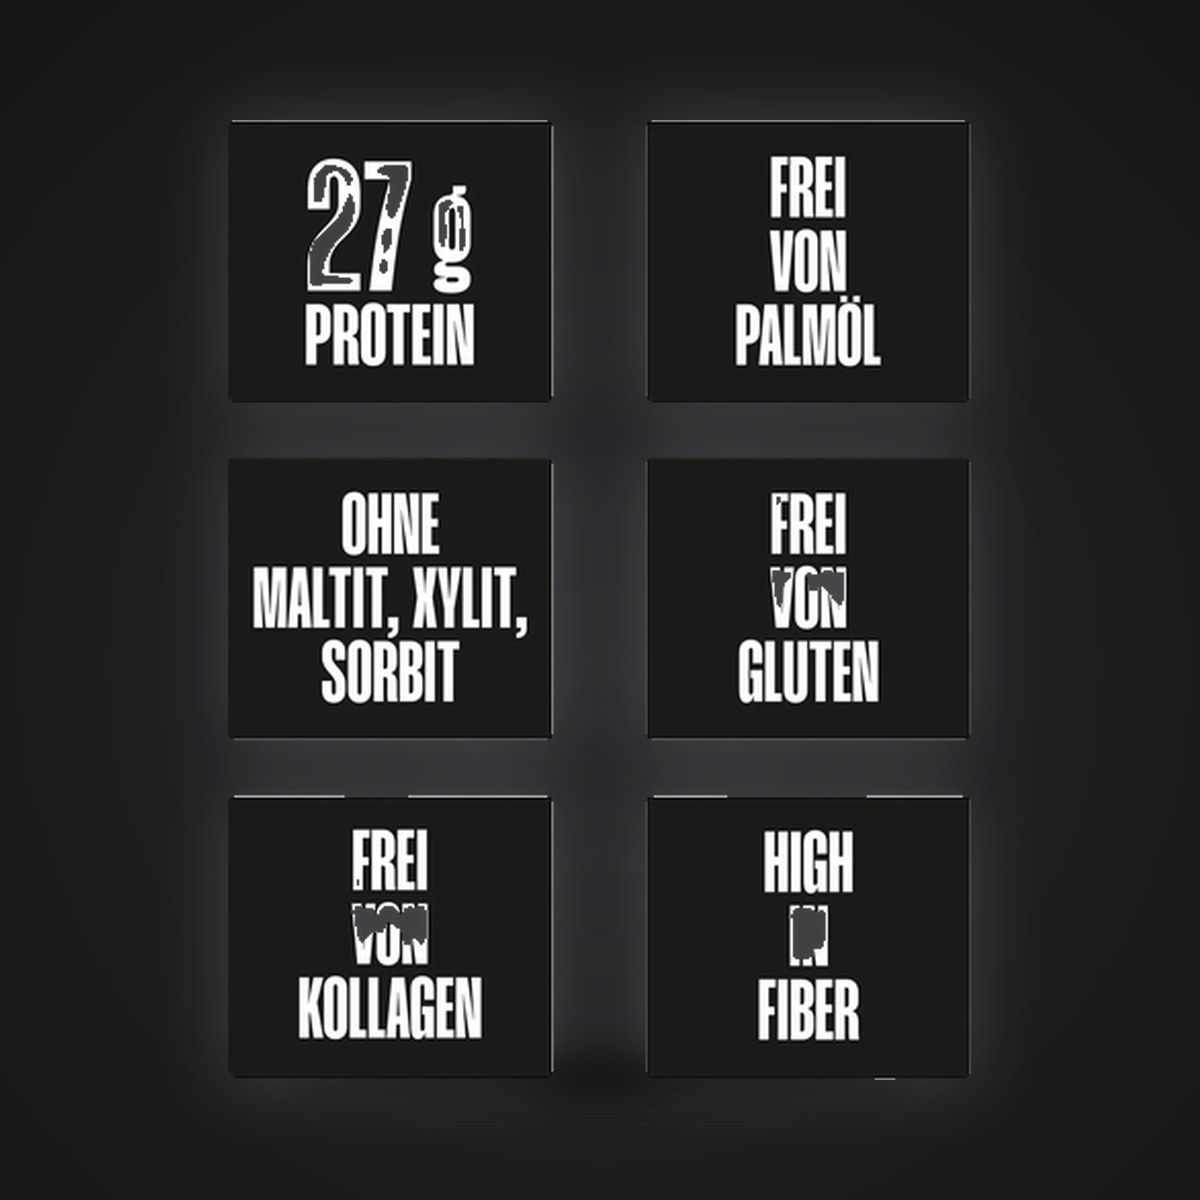 27 g
PROTEIN
FREI
VON
PALMÖL
OHNE
MALTIT, XYLIT,
SORBIT
FREI
VON
GLUTEN
FREI
VON
KOLLAGEN
HIGH
IN
FIBER